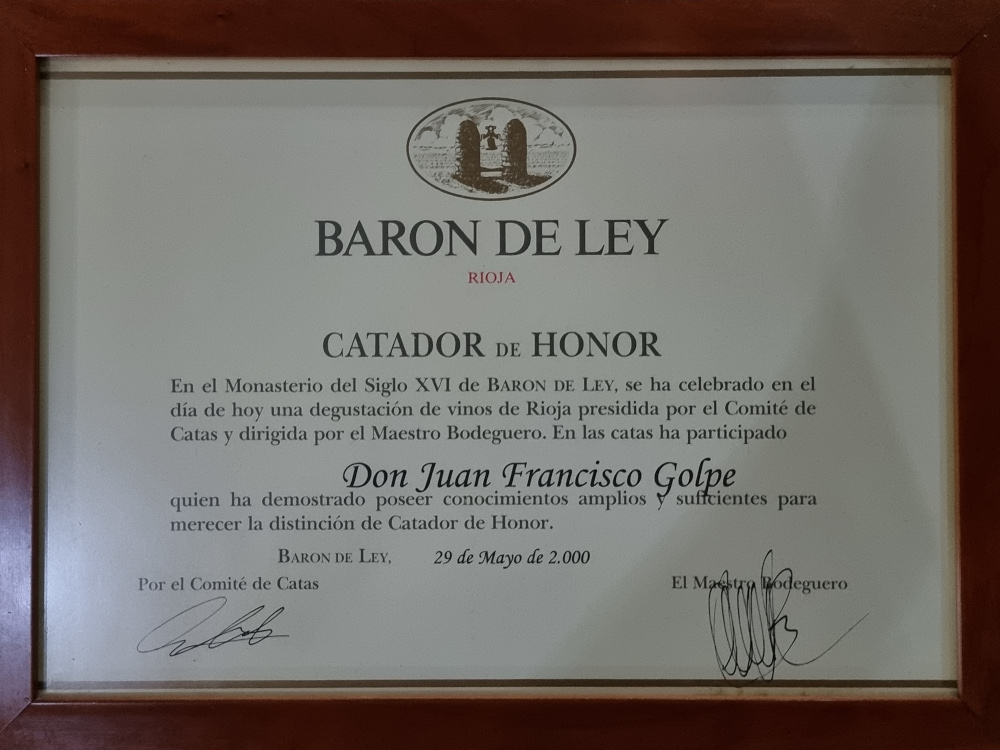 BARON DE LEY
RIOJA
CATADOR DE HONOR
En el Monasterio del Siglo XVI de BARON DE LEY, se ha celebrado en el
día de hoy una degustación de vinos de Rioja presidida por el Comité de
Catas y dirigida por el Maestro Bodeguero. En las catas ha participado
Don Juan Francisco Golpe
quien ha demostrado poseer conocimientos amplios y suficientes para
merecer la distinción de Catador de Honor.
BARON DE LEY, 29 de Mayo de 2.000
Por el Comité de Catas El Maestro Bodeguero